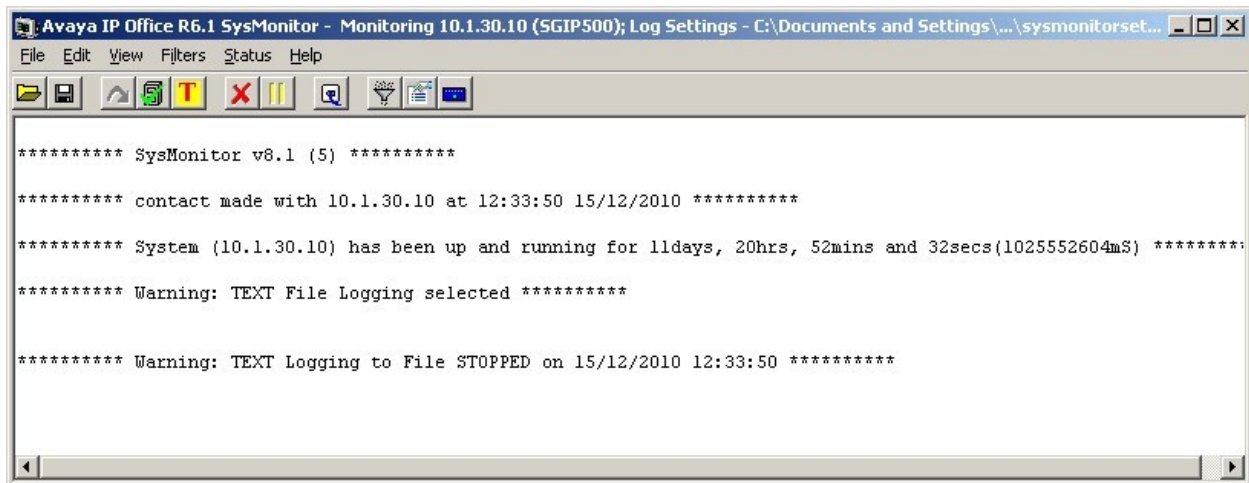 Avaya IP Office R6.1 SysMonitor - Monitoring 10.1.30.10 (SGIP500); Log Settings - C:\Documents and Settings\...\sysmonitorset...
File Edit View Filters Status Help
T
********** SysMonitor v8.1 (5) **********
********** contact made with 10.1.30.10 at 12:33:50 15/12/2010 **********
********** System (10.1.30.10) has been up and running for 11days, 20hrs, 52mins and 32secs(1025552604mS) **********
********** Warning: TEXT File Logging selected **********
********** Warning: TEXT Logging to File STOPPED on 15/12/2010 12:33:50 **********